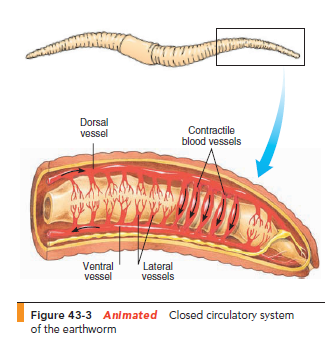 Dorsal
vessel
Contractile
blood vessels
Ventral
vessel
Lateral
vessels
Figure 43-3 Animated Closed circulatory system
of the earthworm